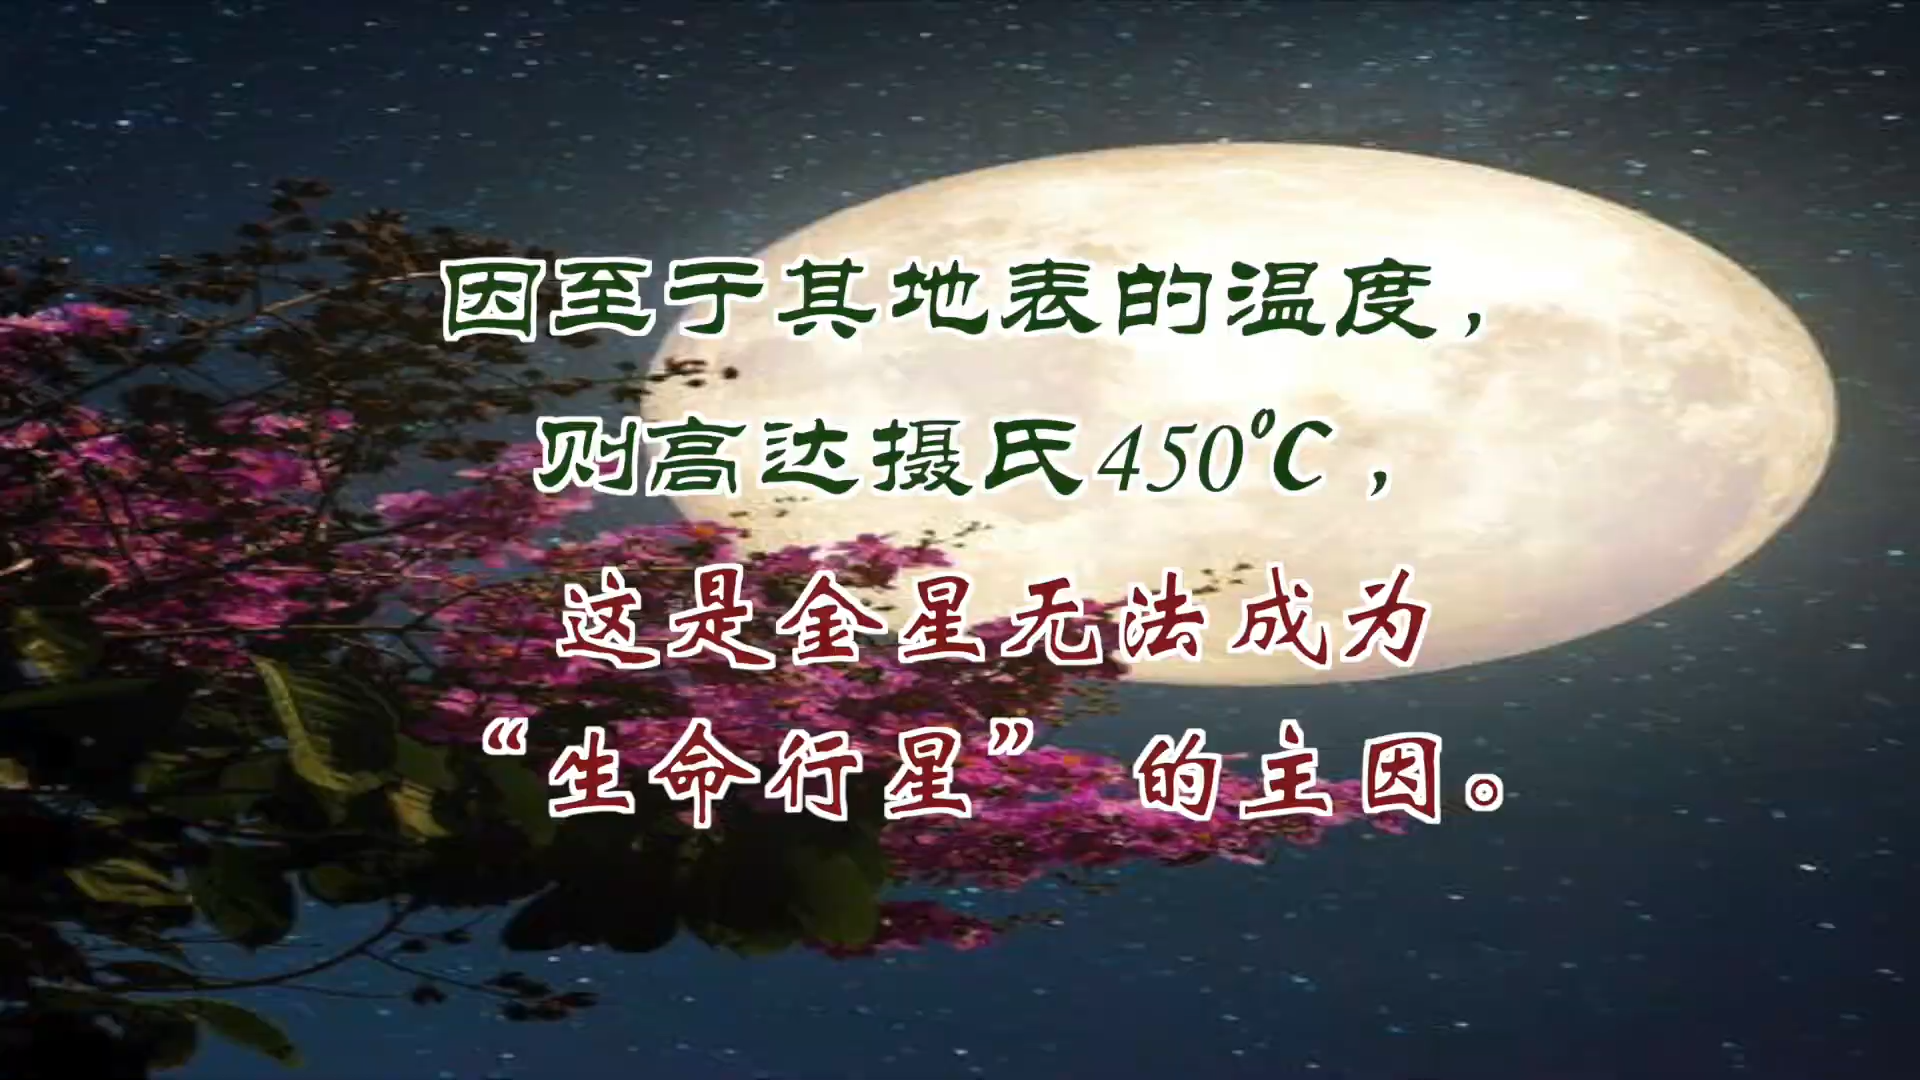 因至于其地表的温度，
则高达摄氏450℃，
这是金星无法成为
“生命行星”的主因。